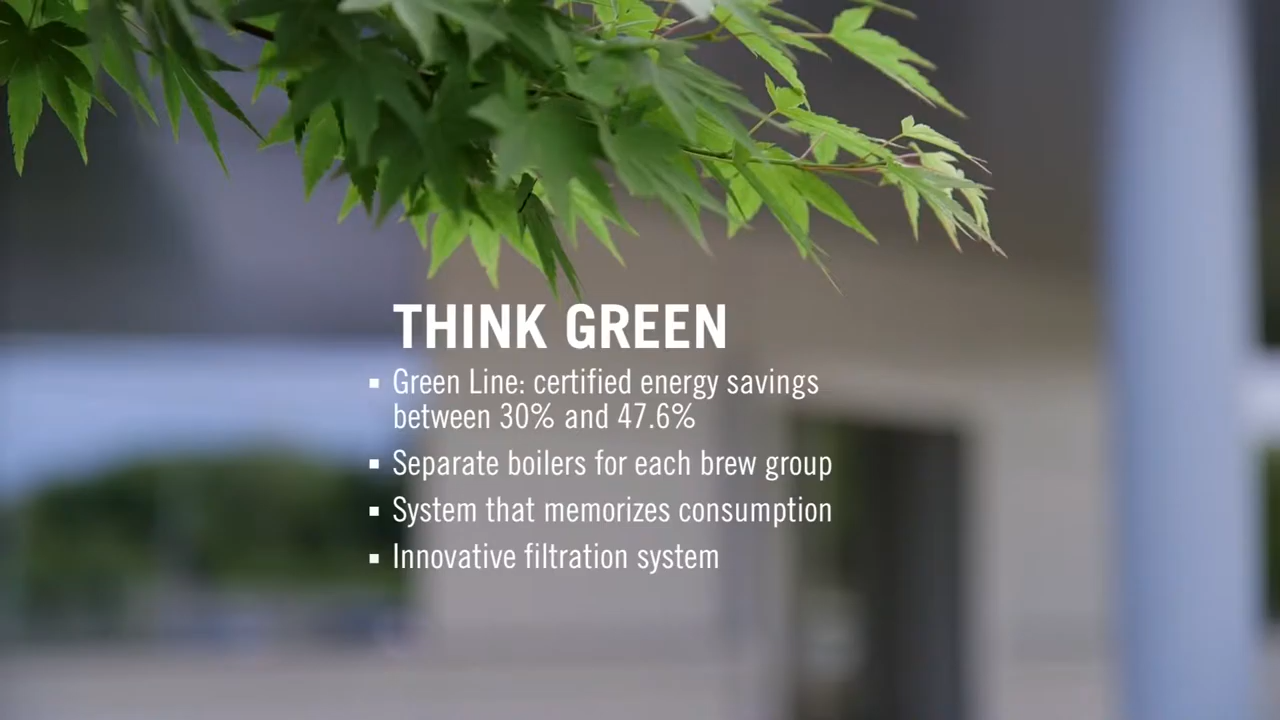 THINK GREEN
▪ Green Line: certified energy savings
between 30% and 47.6%
▪ Separate boilers for each brew group
▪ System that memorizes consumption
▪ Innovative filtration system